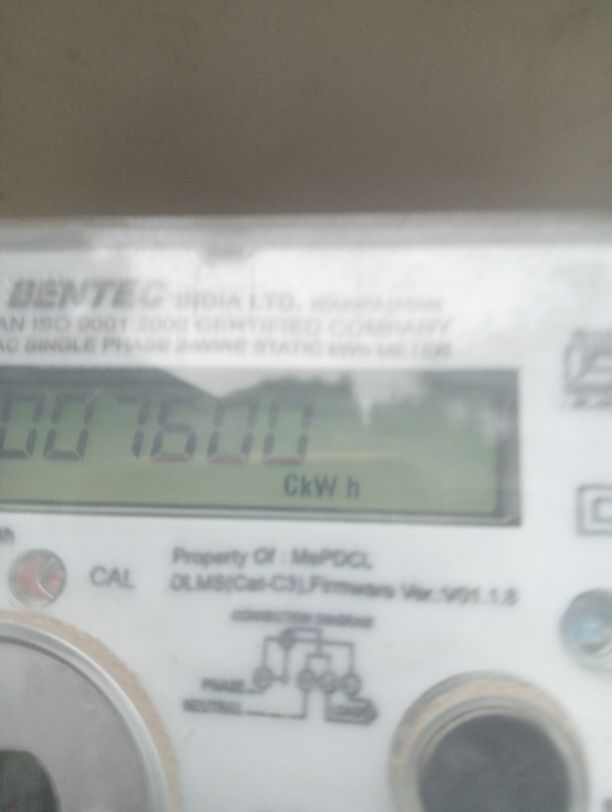 BENTEC INDIA LTD.
AN ISO 9001:2008 CERTIFIED COMPANY
AC SINGLE PHASE 2-WIRE STATIC kWh METER
007600
CkW h
CAL
Property Of : MePDCL
DLMS(Cat-C3),Firmware Ver.:V01.1.8
CONNECTION DIAGRAM
PHASE
NEUTRAL
LOAD